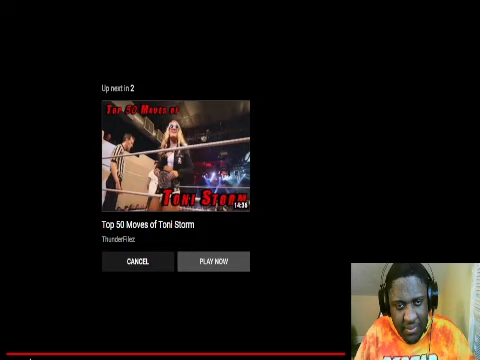 Up next in 2
TOP 50 MOVES OF
TONI STORM
14:36
Top 50 Moves of Toni Storm
ThunderFilez
CANCEL
PLAY NOW